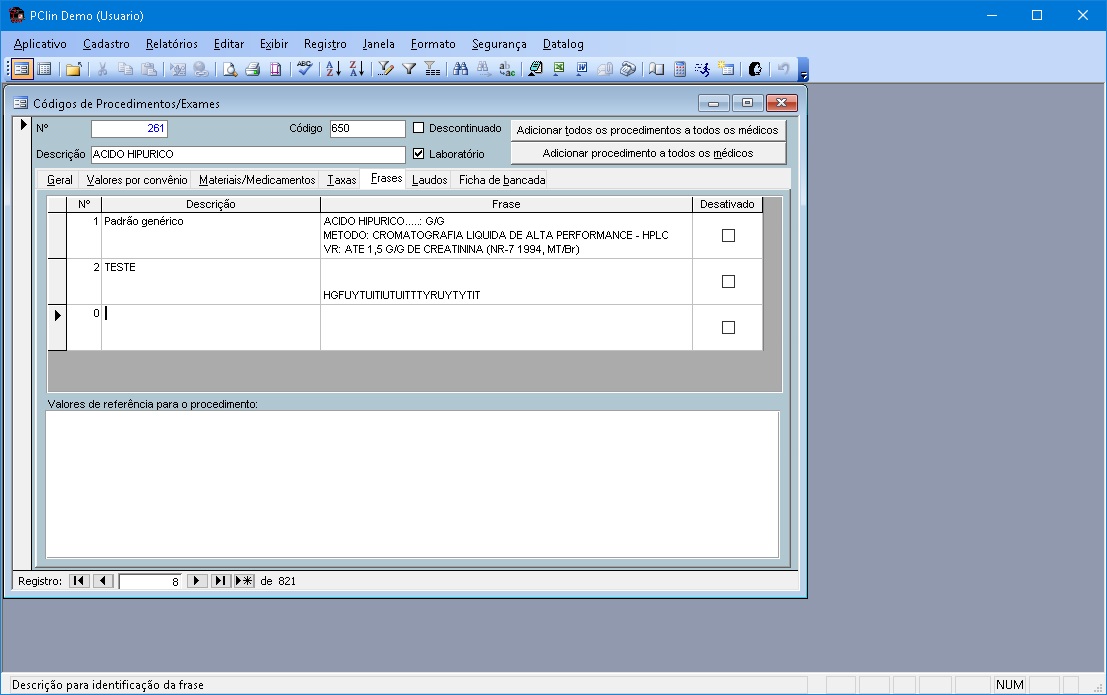 PClin Demo (Usuario)
Aplicativo Cadastro Relatórios Editar Exibir Registro Janela Formato Segurança Datalog
Códigos de Procedimentos/Exames
Nº 261 Código 650 Descontinuado Adicionar todos os procedimentos a todos os médicos
Descrição ACIDO HIPURICO Laboratório Adicionar procedimento a todos os médicos
Geral Valores por convênio Materiais/Medicamentos Taxas Frases Laudos Ficha de bancada
Nº Descrição Frase Desativado
1 Padrão genérico ACIDO HIPURICO.....: G/G
METODO: CROMATOGRAFIA LIQUIDA DE ALTA PERFORMANCE - HPLC
VR: ATE 1,5 G/G DE CREATININA (NR-7 1994, MT/Br)
2 TESTE
HGFUYTUITIUTUITTTYRUYTYTIT
0
Valores de referência para o procedimento:
Registro: 8 de 821
Descrição para identificação da frase NUM